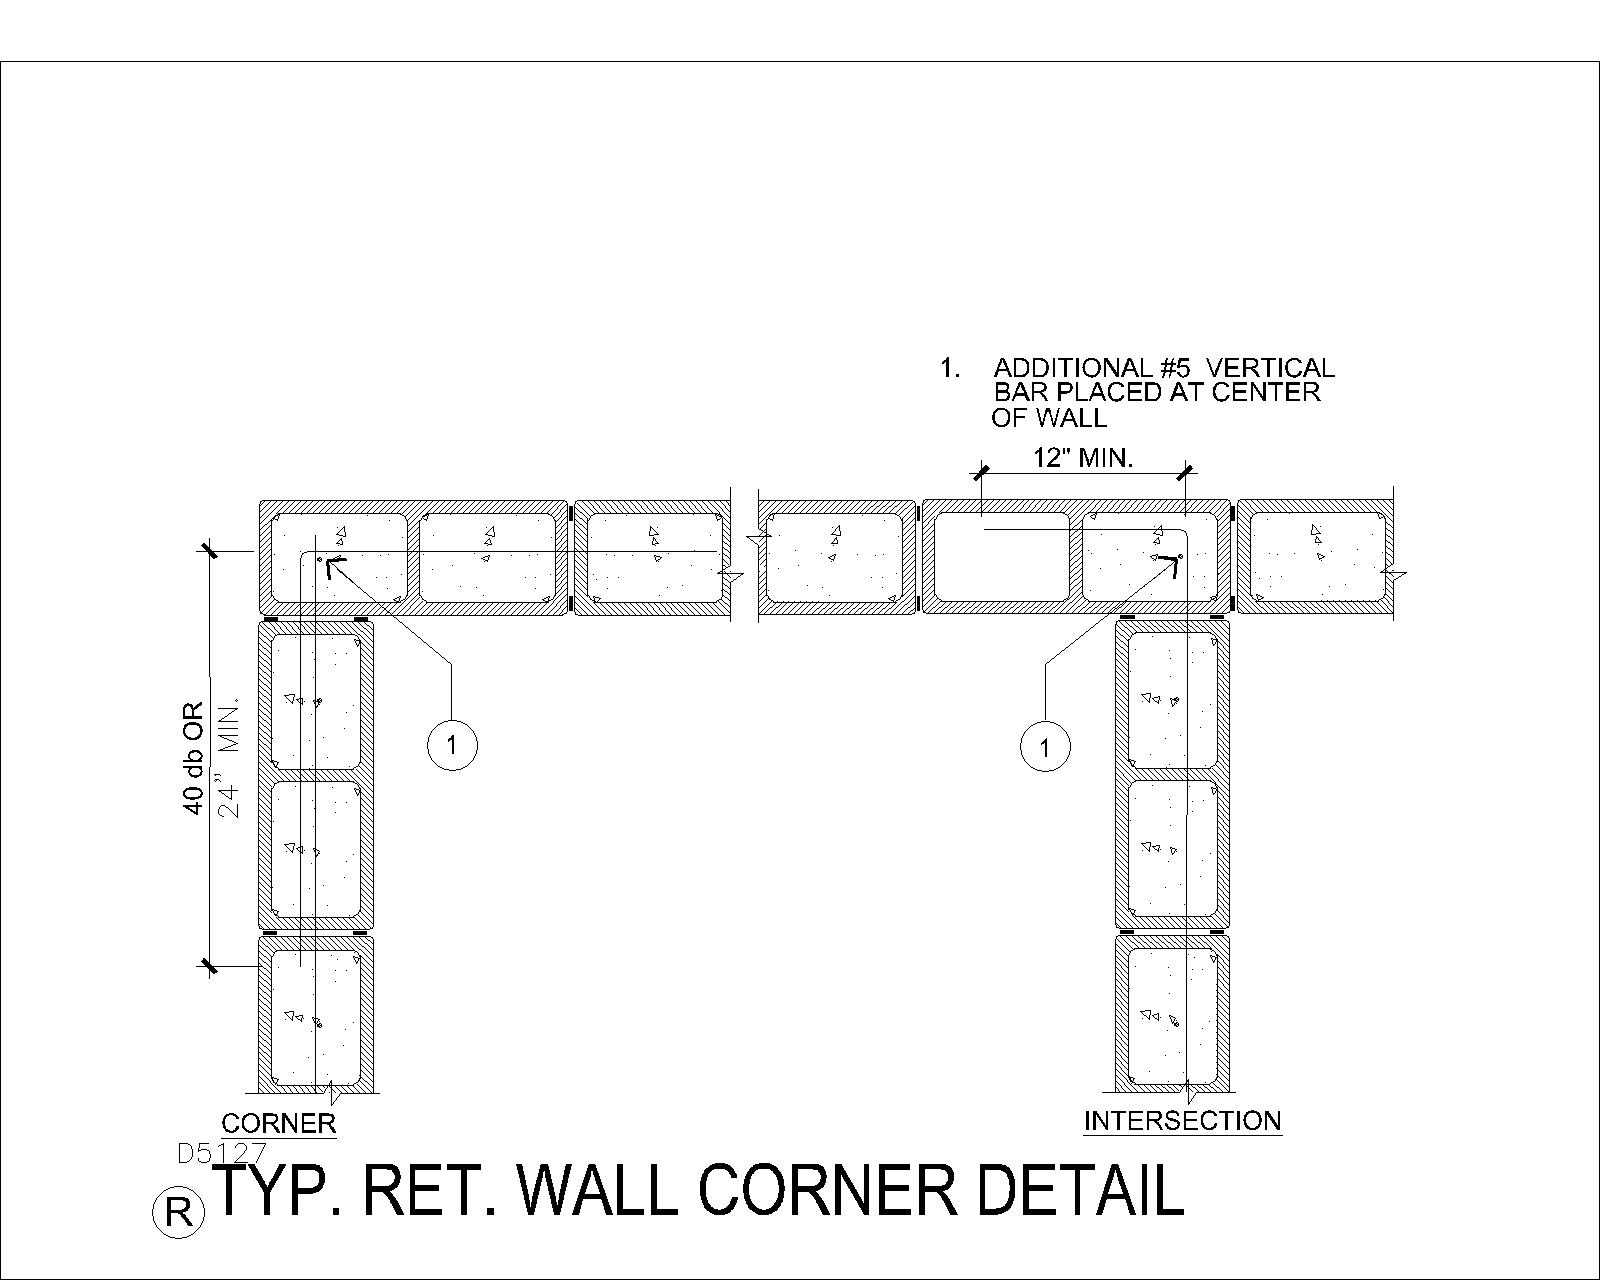 1. ADDITIONAL #5 VERTICAL
BAR PLACED AT CENTER
OF WALL
12" MIN.
40 db OR
24" MIN.
1
1
CORNER
INTERSECTION
D5127
R TYP. RET. WALL CORNER DETAIL